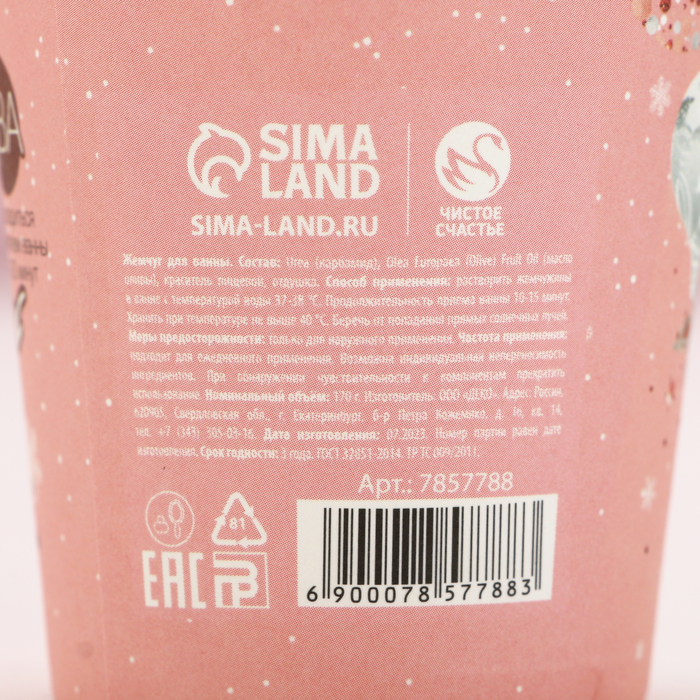 SIMA
LAND
SIMA-LAND.RU
ЧИСТОЕ
СЧАСТЬЕ
Жемчуг для ванны. Состав: Urea (карбамид), Olea Europaea (Olive) Fruit Oil (масло
оливы), краситель пищевой, отдушка. Способ применения: растворить жемчужины
в ванне с температурой воды 37-38 °С. Продолжительность приема ванны 10-15 минут.
Хранить при температуре не выше 40 °С. Беречь от попадания прямых солнечных лучей.
Меры предосторожности: только для наружного применения. Частота применения:
подходит для ежедневного применения. Возможна индивидуальная непереносимость
ингредиентов. При обнаружении чувствительности к компонентам прекратить
использование. Номинальный объём: 170 г. Изготовитель: ООО «ДЕКО». Адрес: Россия,
620905, Свердловская обл., г. Екатеринбург, б-р Петра Кожемяко, д. 16, кв. 14,
тел. +7 (343) 305-03-16. Дата изготовления: 07.2023. Номер партии равен дате
изготовления. Срок годности: 3 года. ГОСТ 32851-2014. ТР ТС 009/2011.
Арт.: 7857788
81
ЕАС
6 900078 577883